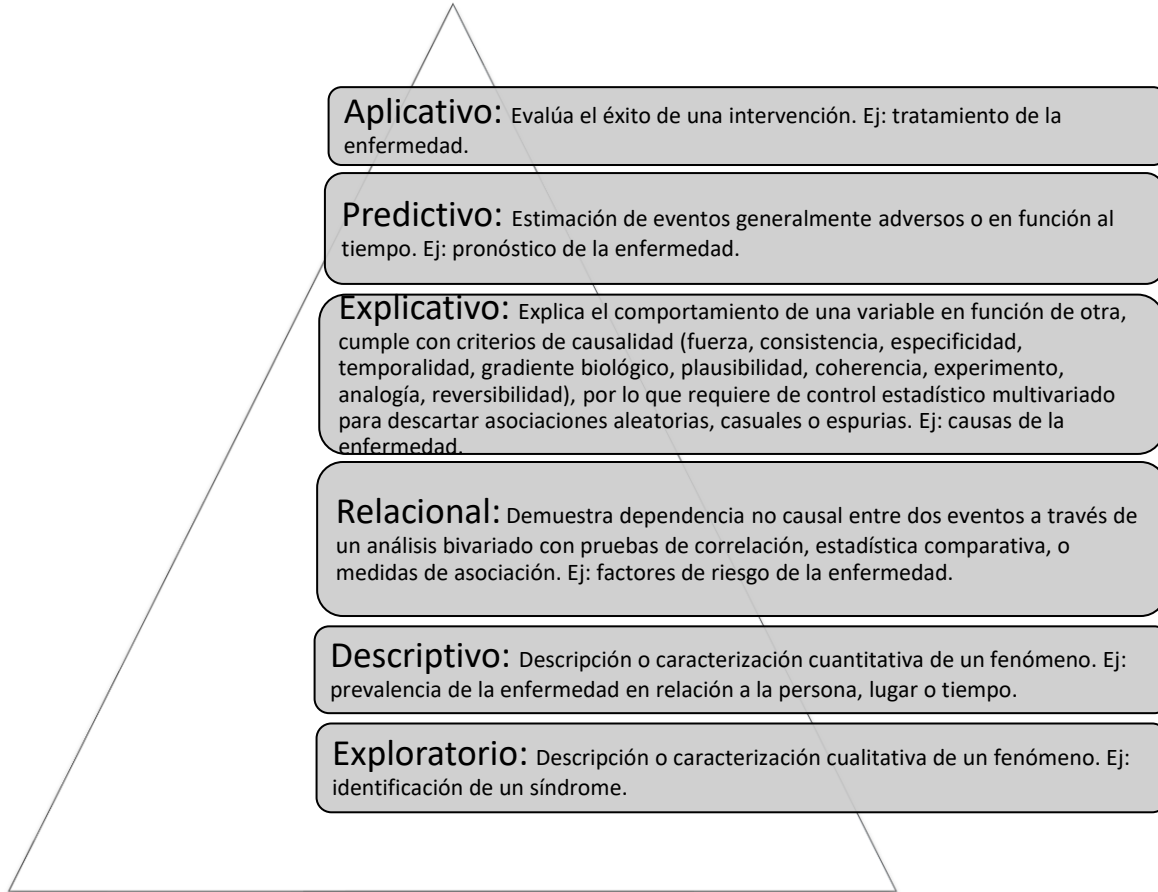 Aplicativo: Evalúa el éxito de una intervención. Ej: tratamiento de la
enfermedad.
Predictivo: Estimación de eventos generalmente adversos o en función al
tiempo. Ej: pronóstico de la enfermedad.
Explicativo: Explica el comportamiento de una variable en función de otra,
cumple con criterios de causalidad (fuerza, consistencia, especificidad,
temporalidad, gradiente biológico, plausibilidad, coherencia, experimento,
analogía, reversibilidad), por lo que requiere de control estadístico multivariado
para descartar asociaciones aleatorias, casuales o espurias. Ej: causas de la
enfermedad.
Relacional: Demuestra dependencia no causal entre dos eventos a través de
un análisis bivariado con pruebas de correlación, estadística comparativa, o
medidas de asociación. Ej: factores de riesgo de la enfermedad.
Descriptivo: Descripción o caracterización cuantitativa de un fenómeno. Ej:
prevalencia de la enfermedad en relación a la persona, lugar o tiempo.
Exploratorio: Descripción o caracterización cualitativa de un fenómeno. Ej:
identificación de un síndrome.